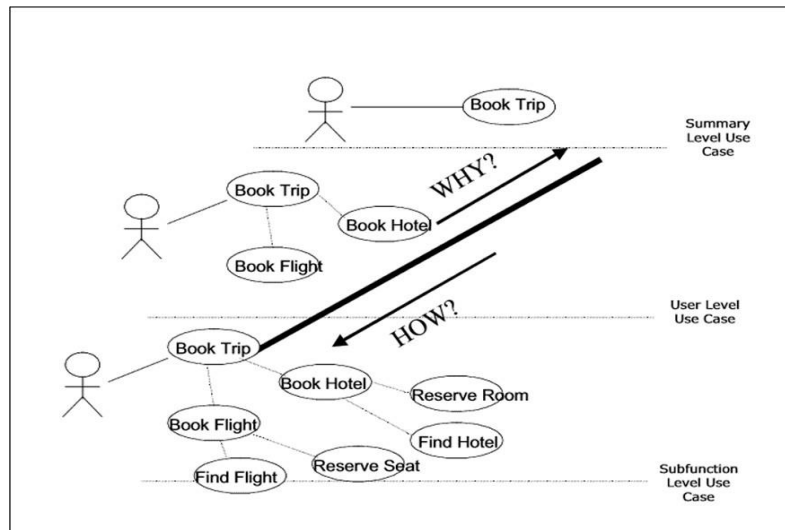 Book Trip
Summary
Level Use
Case
WHY?
Book Trip
Book Hotel
Book Flight
User Level
Use Case
HOW?
Book Trip
Book Hotel
Reserve Room
Book Flight
Find Hotel
Reserve Seat
Find Flight
Subfunction
Level Use
Case